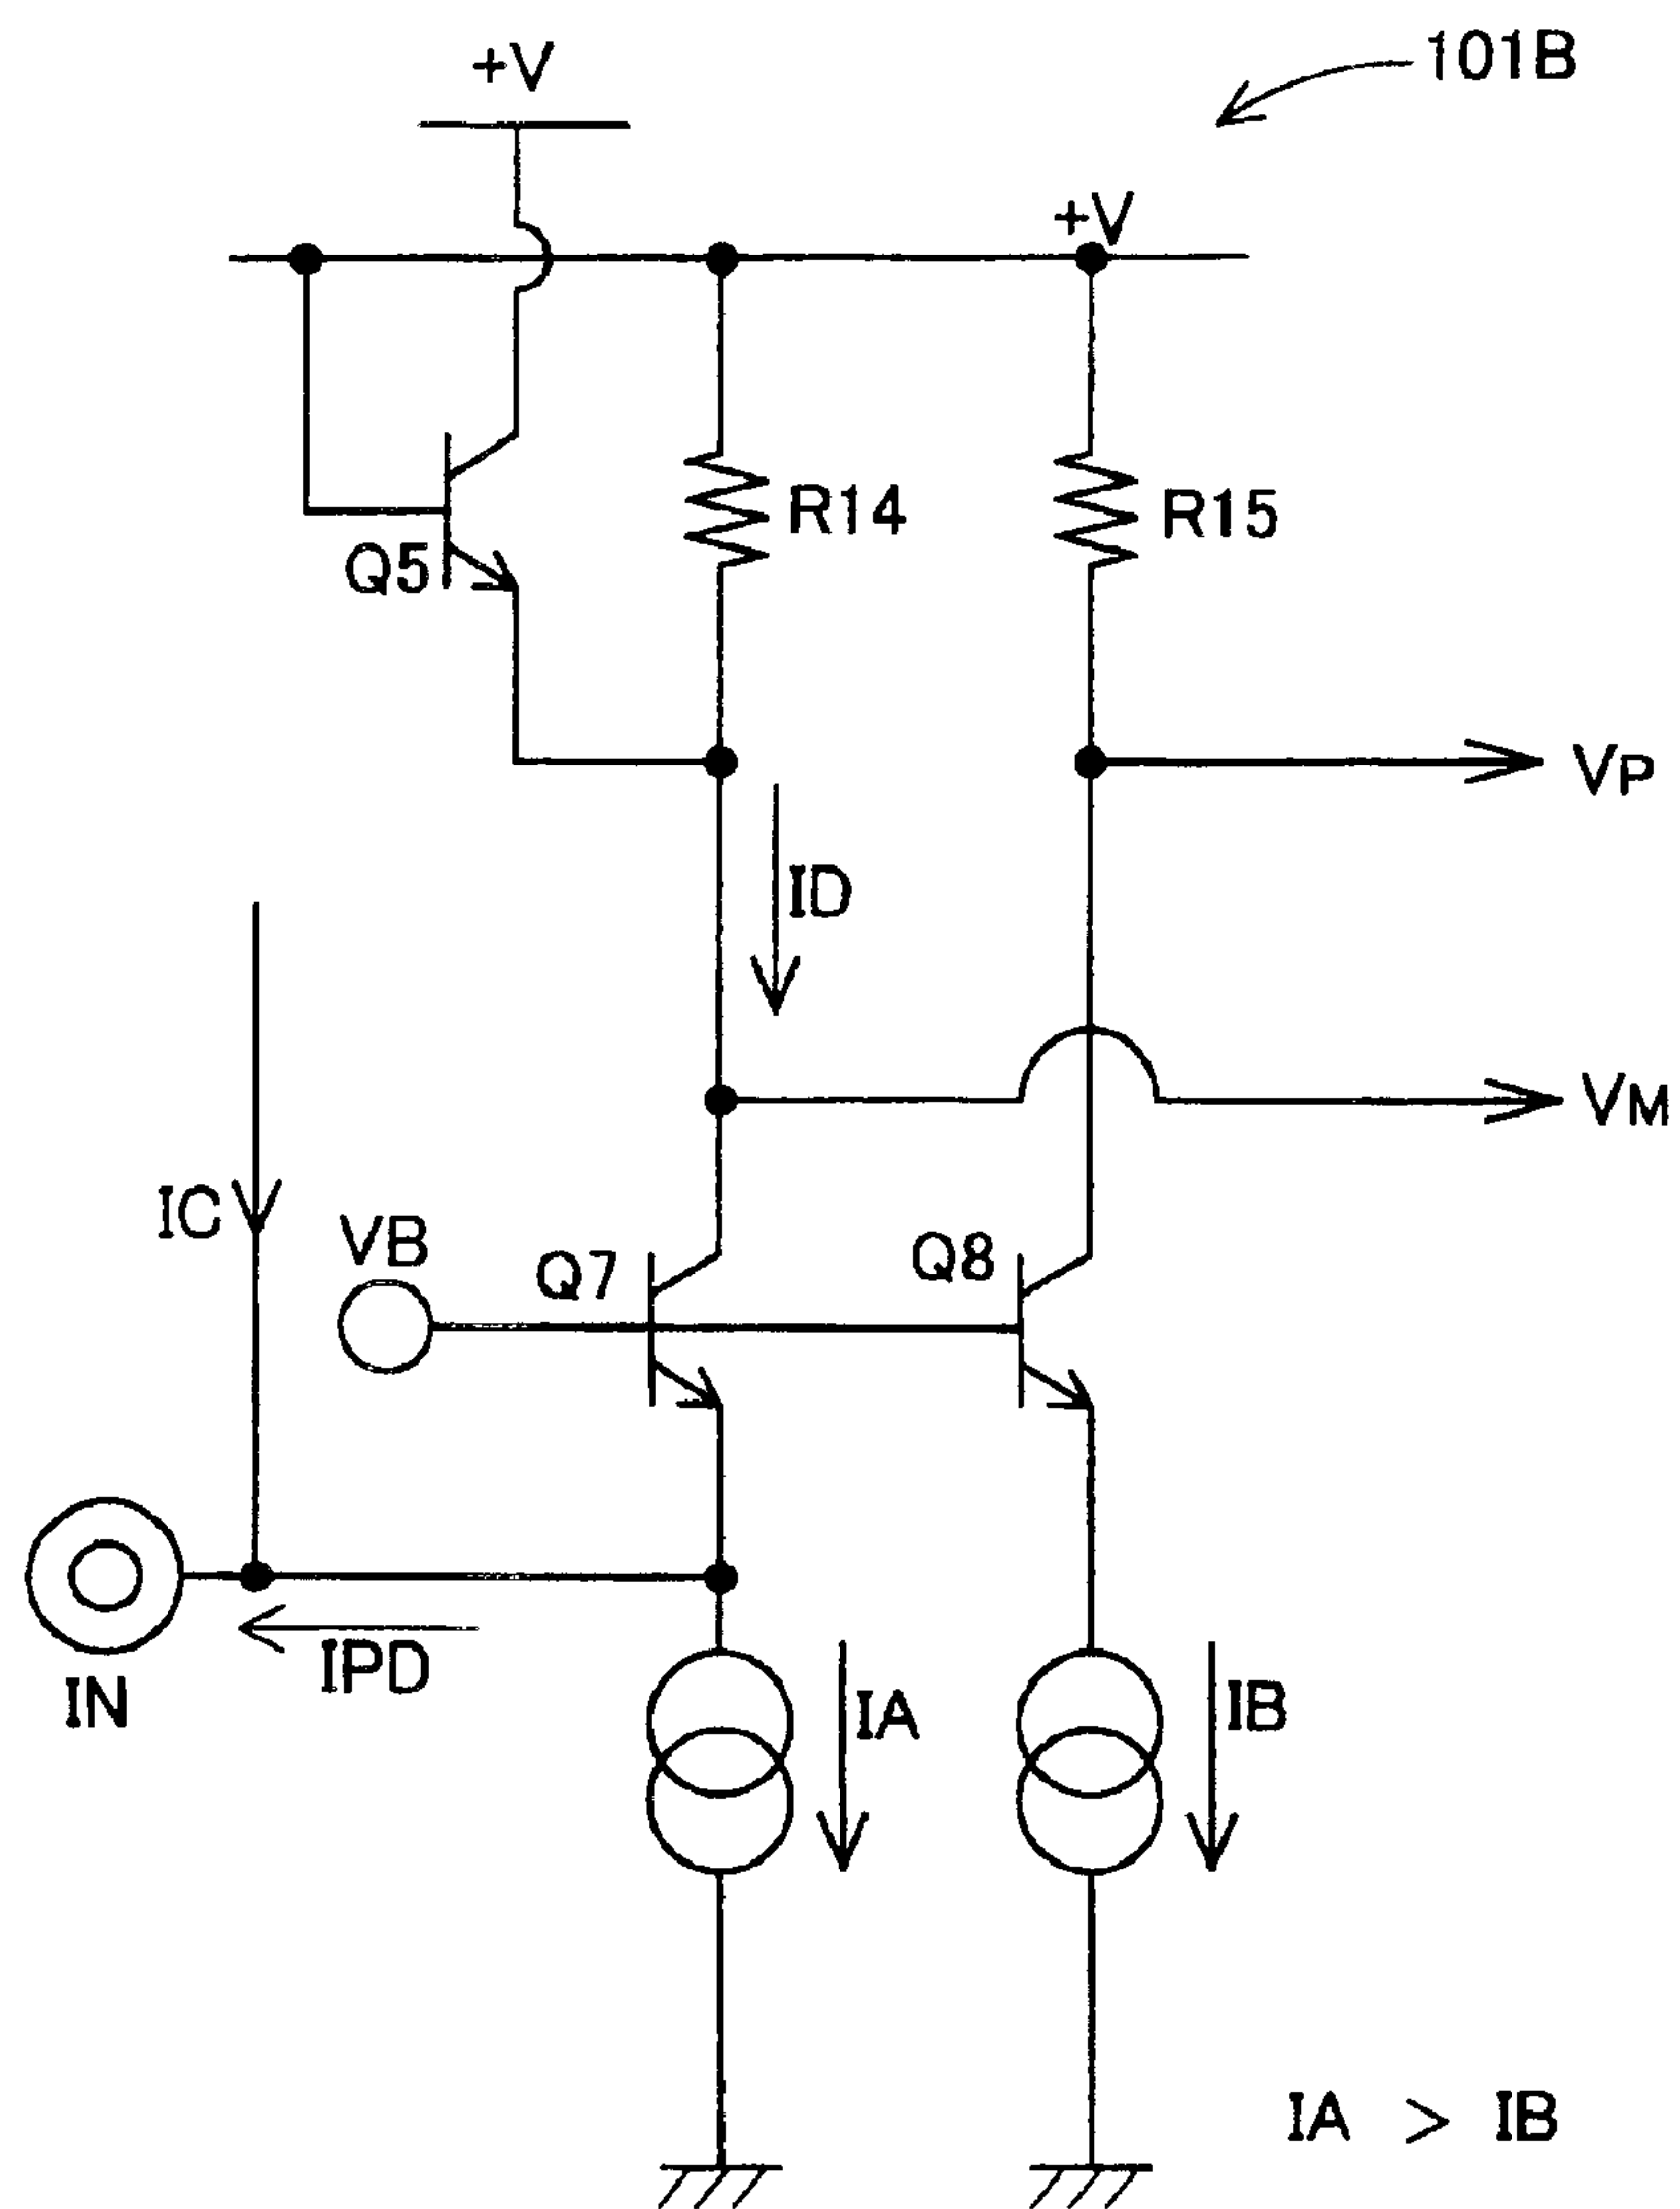 101B
+V
+V
R14
R15
Q5
VP
ID
VM
IC
VB
Q7
Q8
IPD
IN
IA
IB
IA > IB